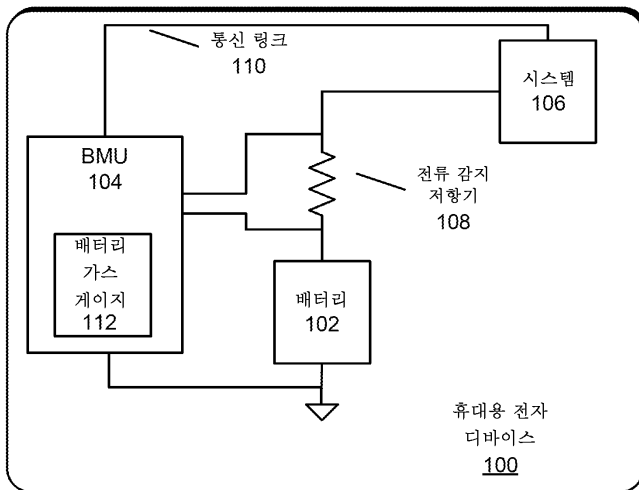 통신 링크
110
시스템
106
BMU
104
전류 감지
저항기
108
배터리
가스
게이지
112
배터리
102
휴대용 전자
디바이스
100